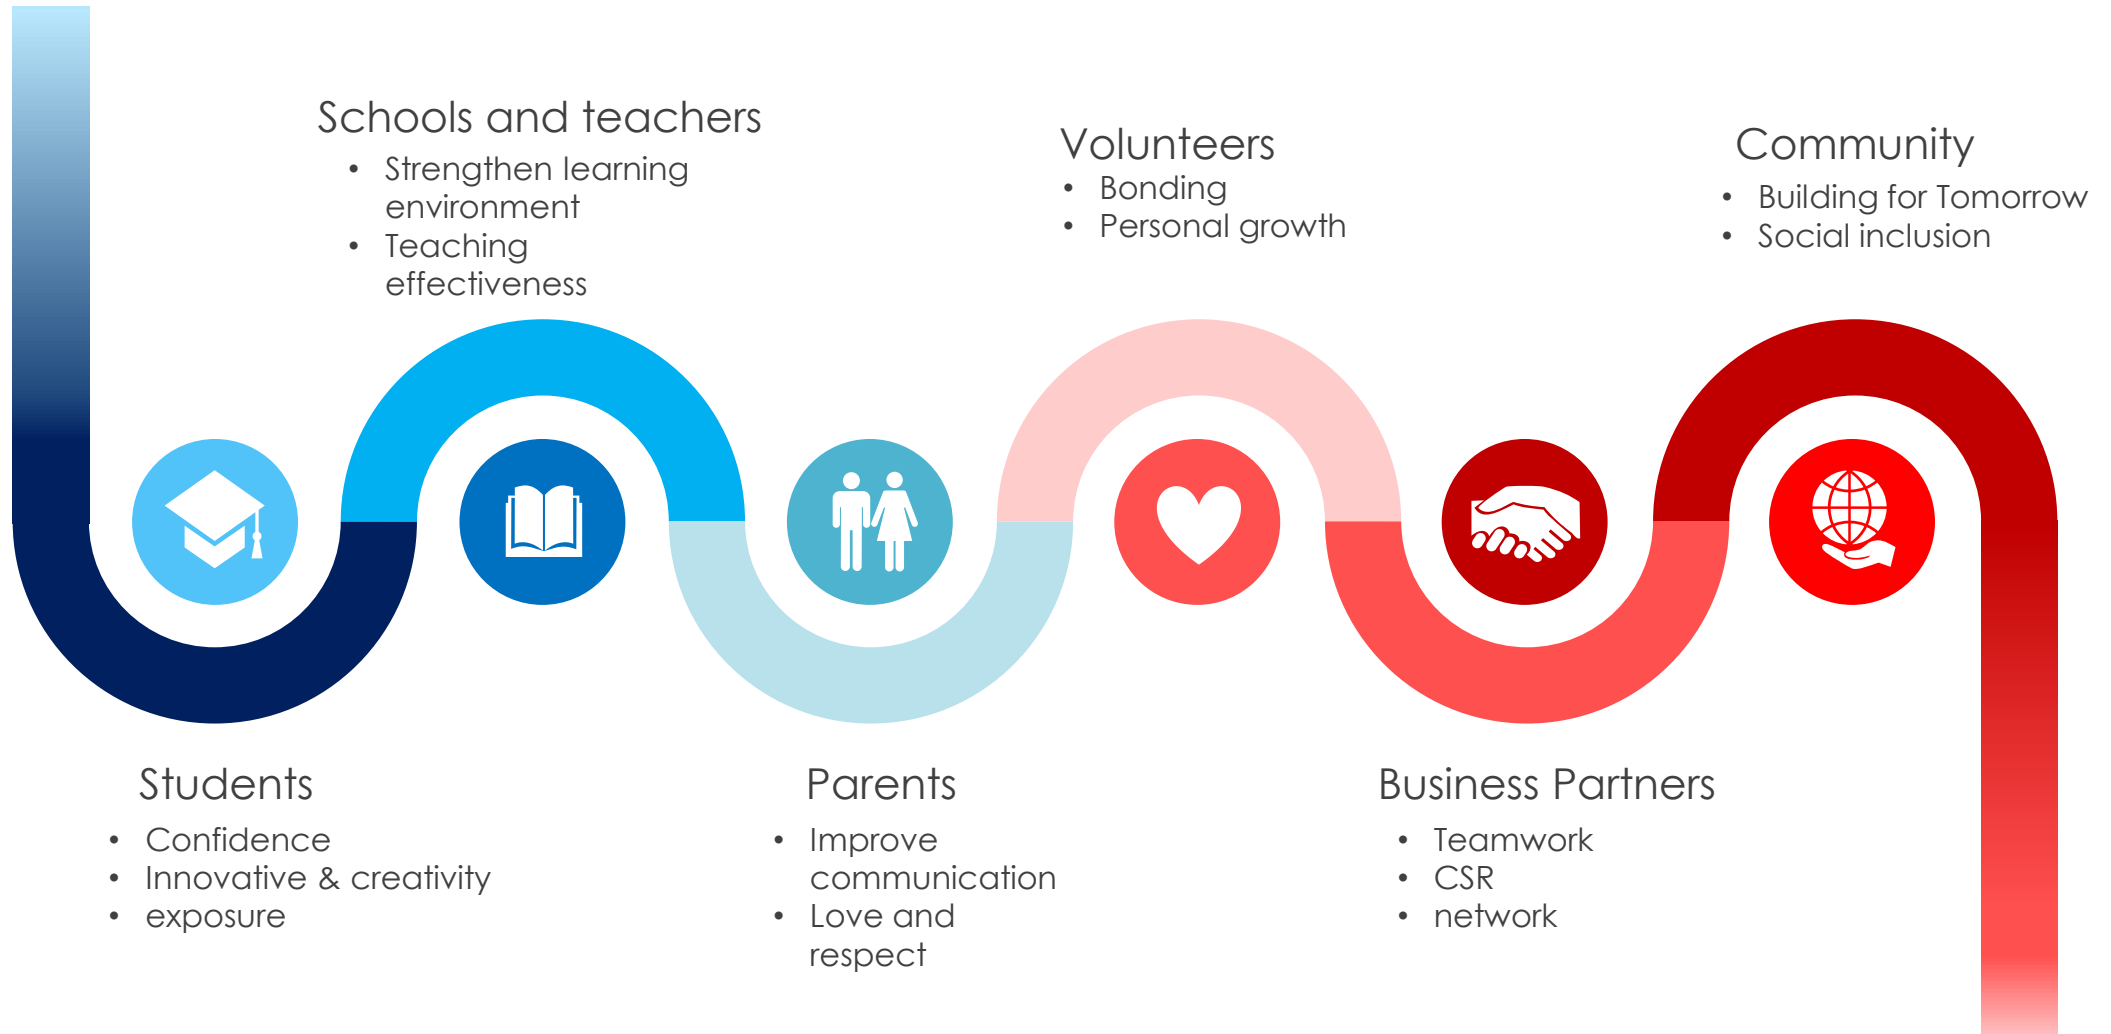 Schools and teachers
• Strengthen learning
environment
• Teaching
effectiveness
Volunteers
• Bonding
• Personal growth
Community
• Building for Tomorrow
• Social inclusion
Students
• Confidence
• Innovative & creativity
• exposure
Parents
• Improve
communication
• Love and
respect
Business Partners
• Teamwork
• CSR
• network